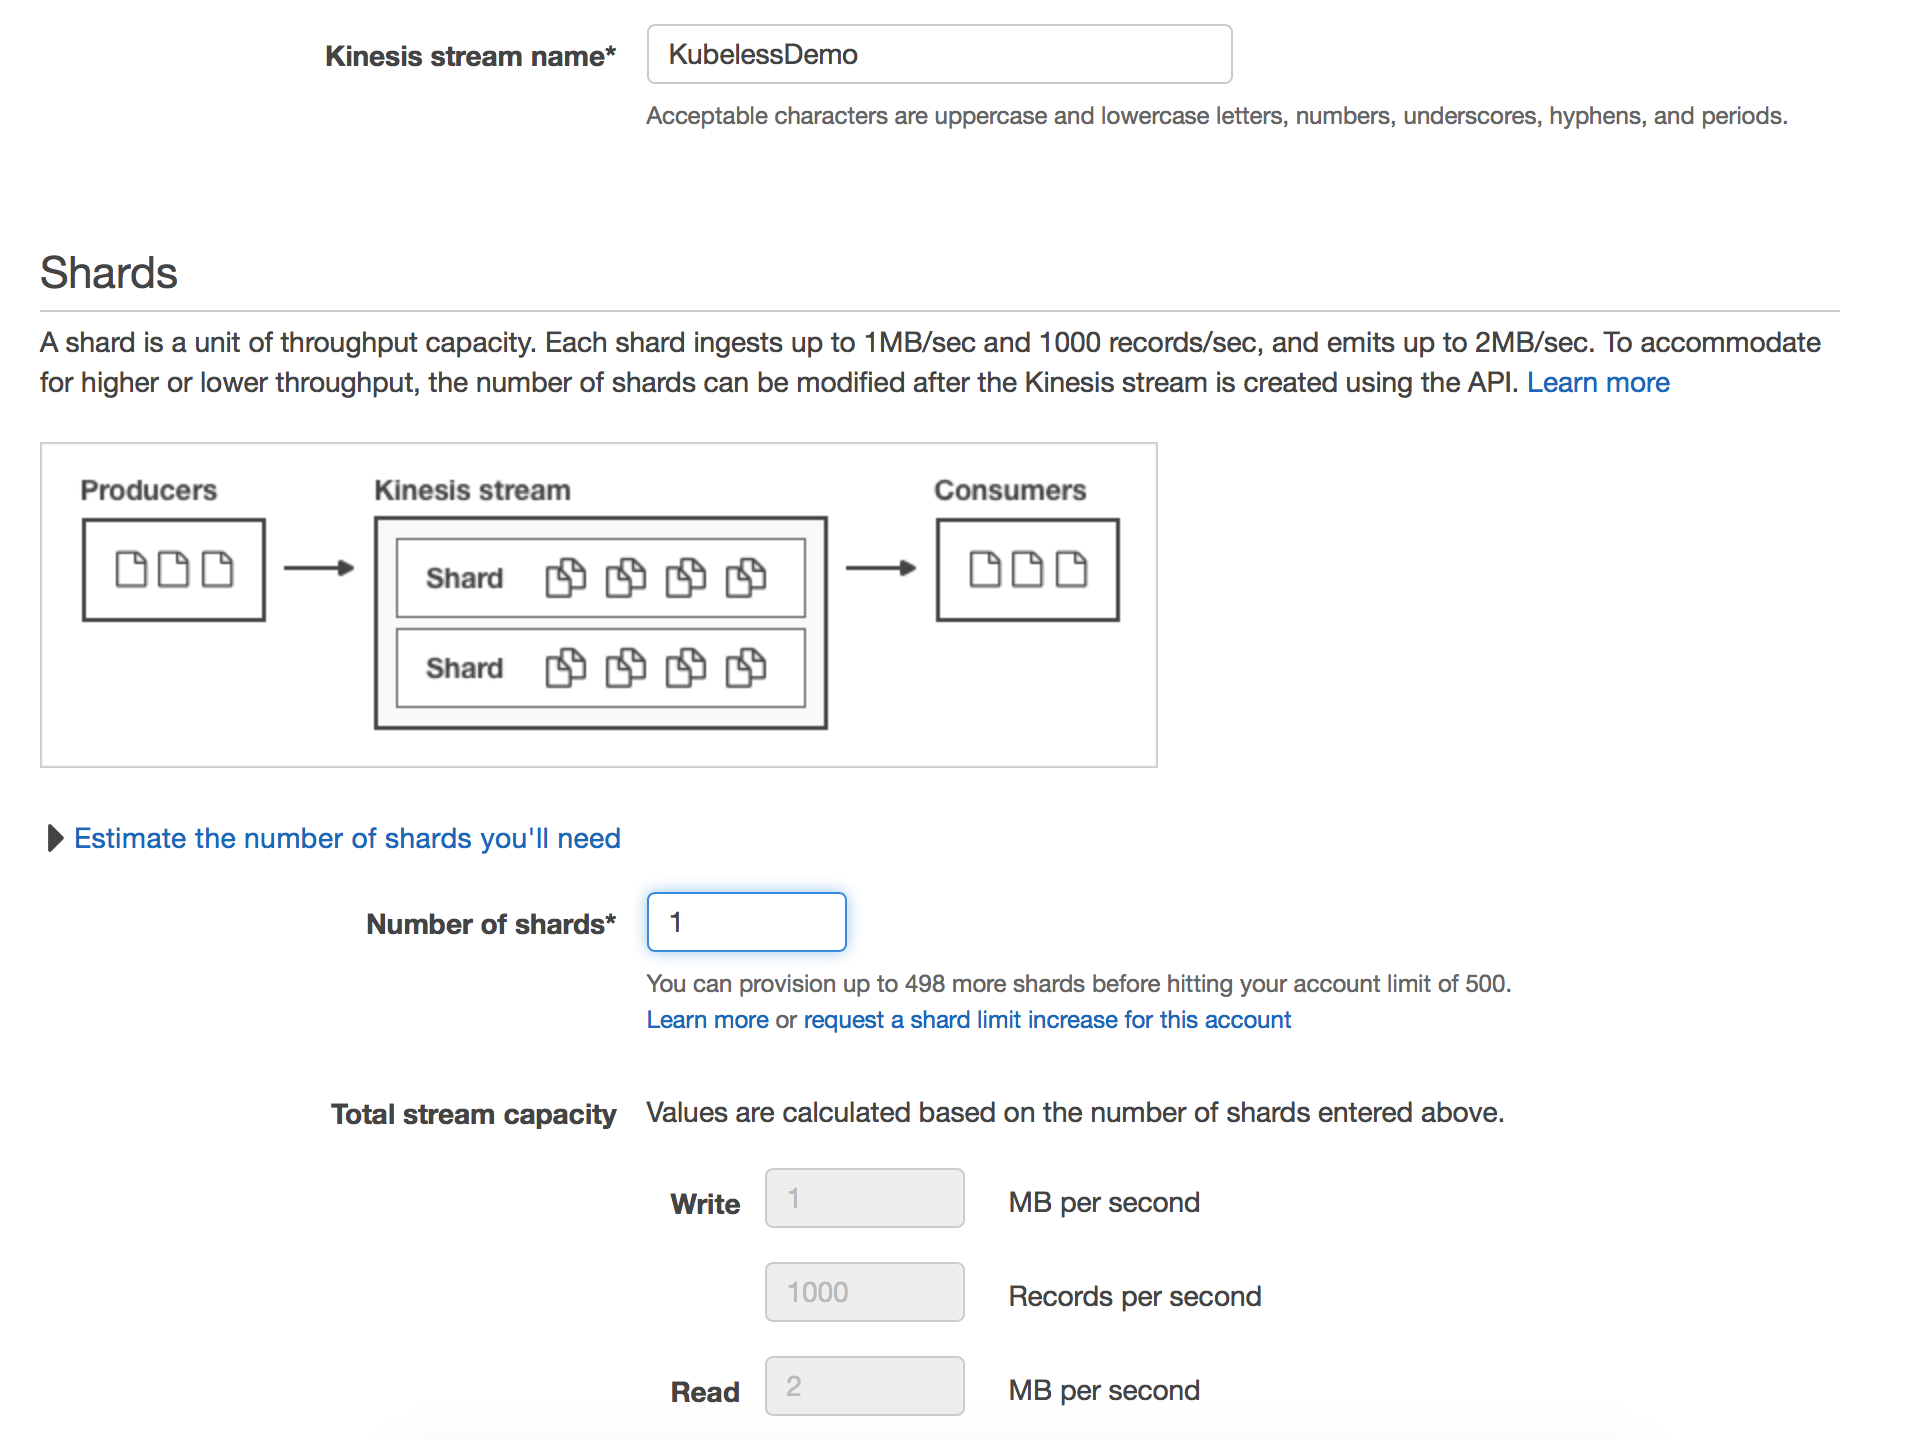 Kinesis stream name* KubelessDemo
Acceptable characters are uppercase and lowercase letters, numbers, underscores, hyphens, and periods.
Shards
A shard is a unit of throughput capacity. Each shard ingests up to 1MB/sec and 1000 records/sec, and emits up to 2MB/sec. To accommodate
for higher or lower throughput, the number of shards can be modified after the Kinesis stream is created using the API. Learn more
Producers Kinesis stream Consumers
Shard
Shard
Estimate the number of shards you'll need
Number of shards* 1
You can provision up to 498 more shards before hitting your account limit of 500.
Learn more or request a shard limit increase for this account
Total stream capacity Values are calculated based on the number of shards entered above.
Write 1 MB per second
1000 Records per second
Read 2 MB per second